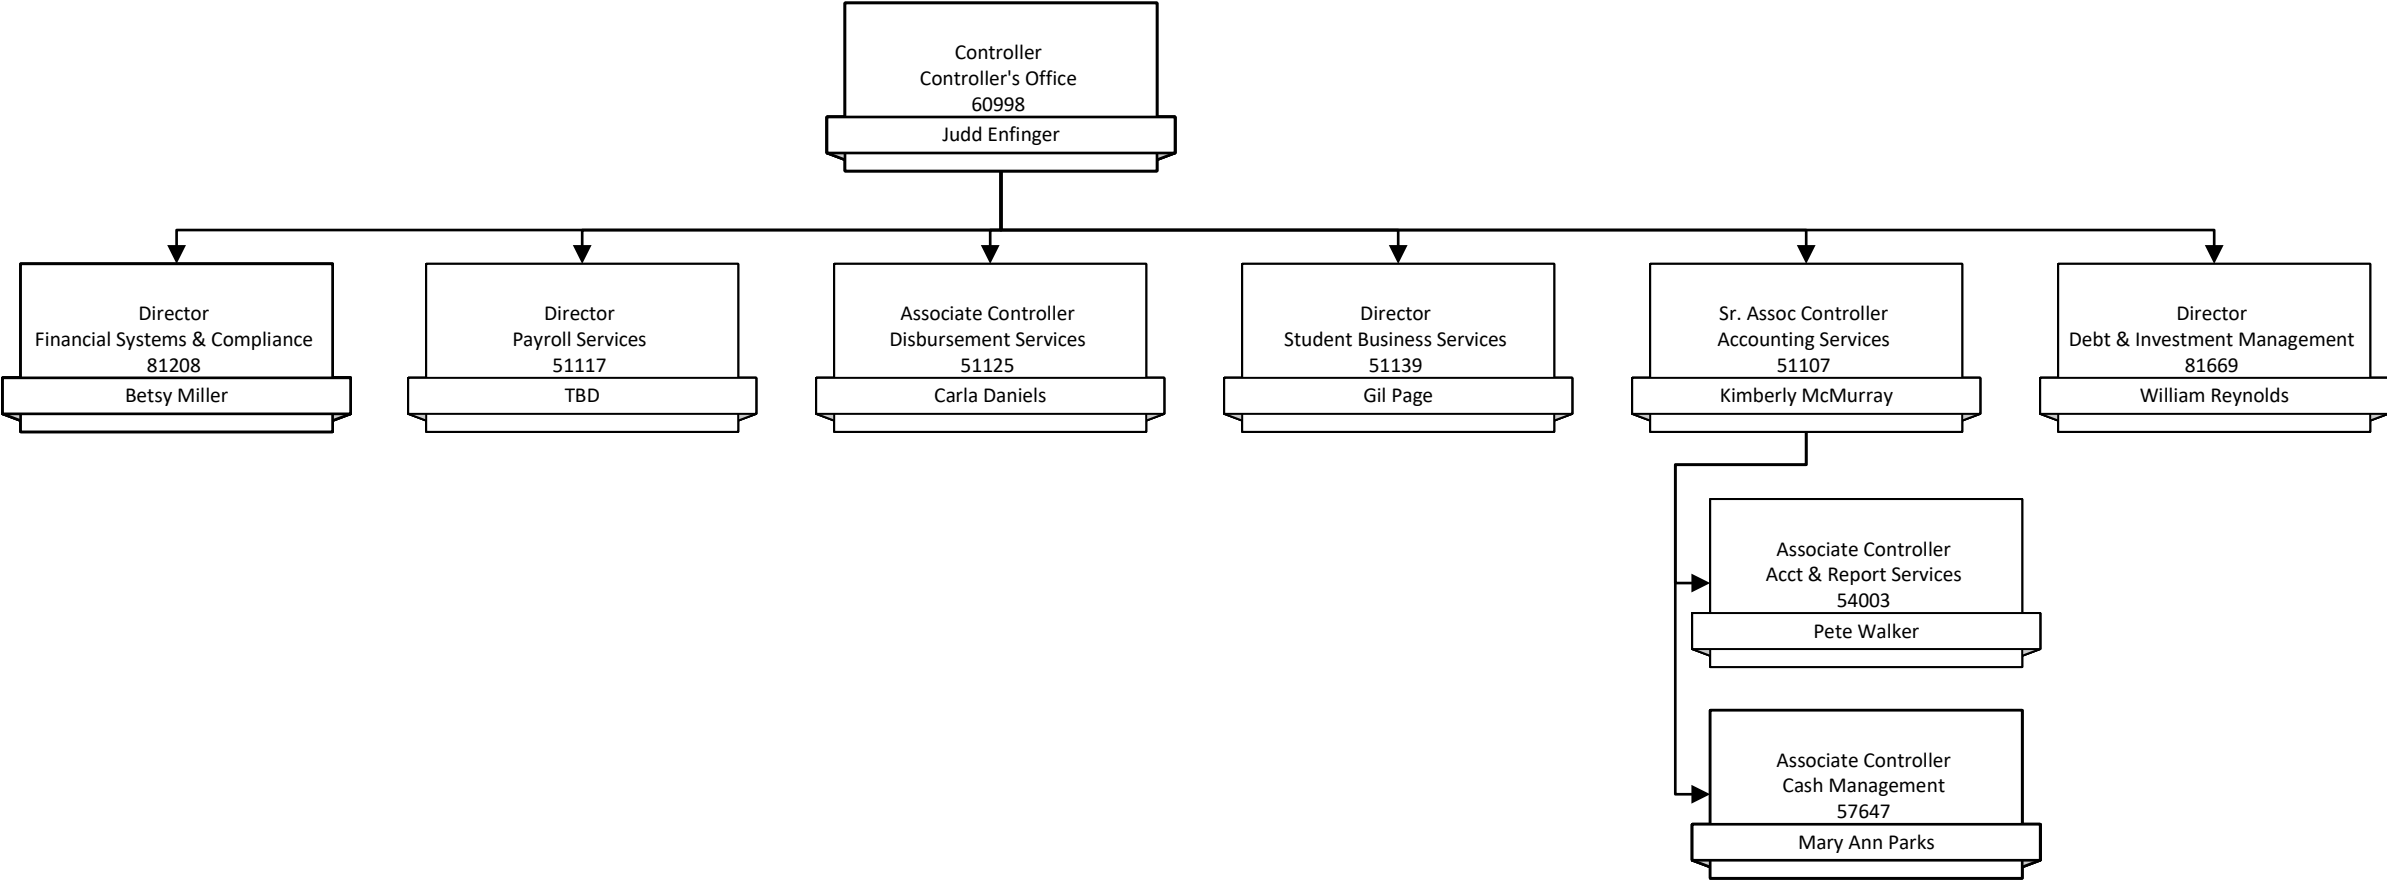 Controller
Controller's Office
60998
Judd Enfinger
Director
Financial Systems & Compliance
81208
Betsy Miller
Director
Payroll Services
51117
TBD
Associate Controller
Disbursement Services
51125
Carla Daniels
Director
Student Business Services
51139
Gil Page
Sr. Assoc Controller
Accounting Services
51107
Kimberly McMurray
Director
Debt & Investment Management
81669
William Reynolds
Associate Controller
Acct & Report Services
54003
Pete Walker
Associate Controller
Cash Management
57647
Mary Ann Parks